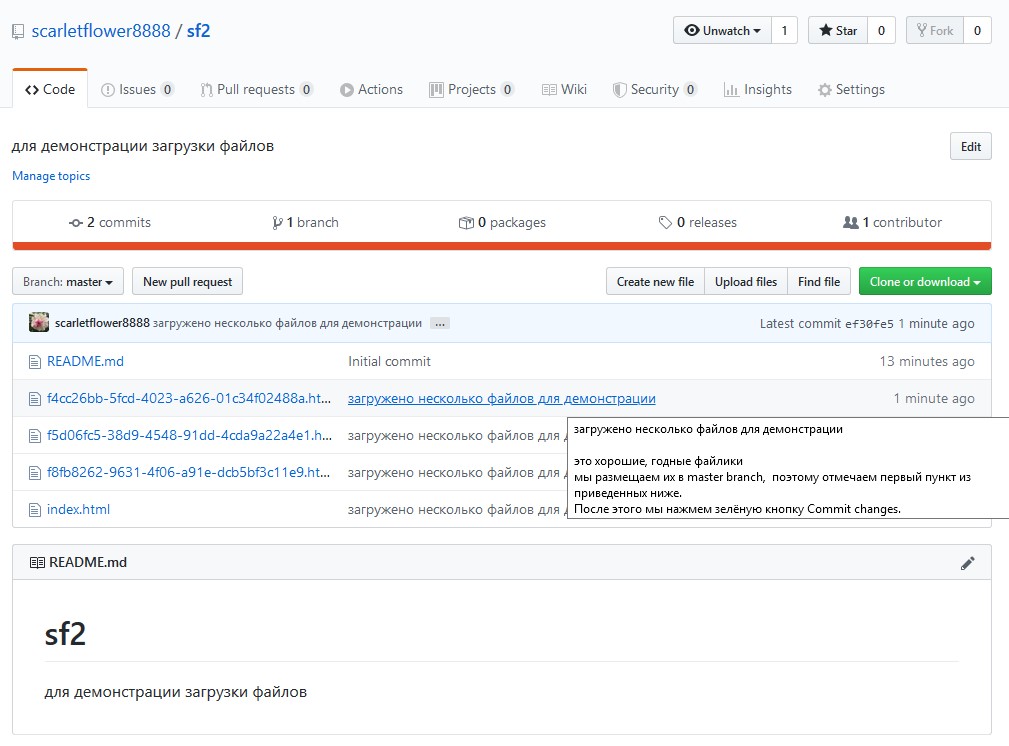 scarletflower8888 / sf2
Unwatch 1 Star 0 Fork 0
Code Issues 0 Pull requests 0 Actions Projects 0 Wiki Security 0 Insights Settings
для демонстрации загрузки файлов Edit
Manage topics
2 commits 1 branch 0 packages 0 releases 1 contributor
Branch: master New pull request Create new file Upload files Find file Clone or download
scarletflower8888 загружено несколько файлов для демонстрации ... Latest commit ef30fe5 1 minute ago
README.md Initial commit 13 minutes ago
f4cc26bb-5fcd-4023-a626-01c34f02488a.ht... загружено несколько файлов для демонстрации 1 minute ago
f5d06fc5-38d9-4548-91dd-4cda9a22a4e1.h... загружено несколько файлов для
f8fb8262-9631-4f06-a91e-dcb5bf3c11e9.ht... загружено несколько файлов для
index.html загружено несколько файлов для
загружено несколько файлов для демонстрации
это хорошие, годные файлики
мы размещаем их в master branch, поэтому отмечаем первый пункт из
приведенных ниже.
После этого мы нажмем зелёную кнопку Commit changes.
README.md
sf2
для демонстрации загрузки файлов